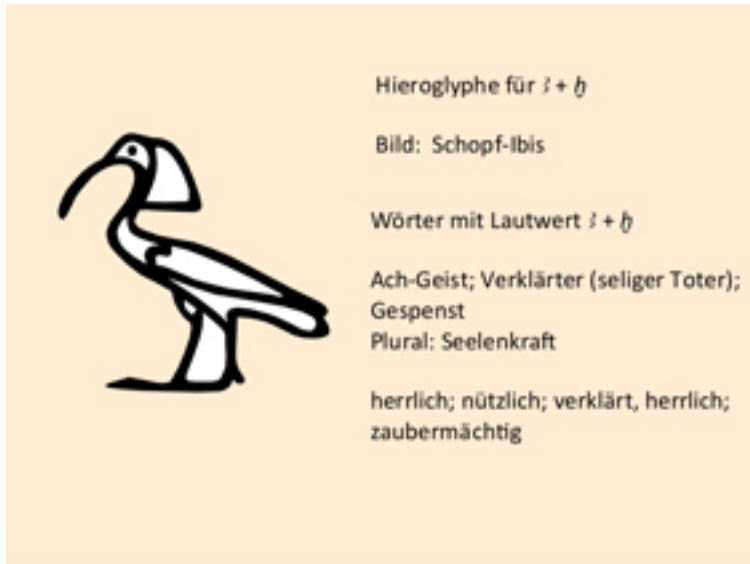 Hieroglyphe für ꜣ + ḫ
Bild: Schopf-Ibis
Wörter mit Lautwert ꜣ + ḫ
Ach-Geist; Verklärter (seliger Toter);
Gespenst
Plural: Seelenkraft
herrlich; nützlich; verklärt, herrlich;
zaubermächtig